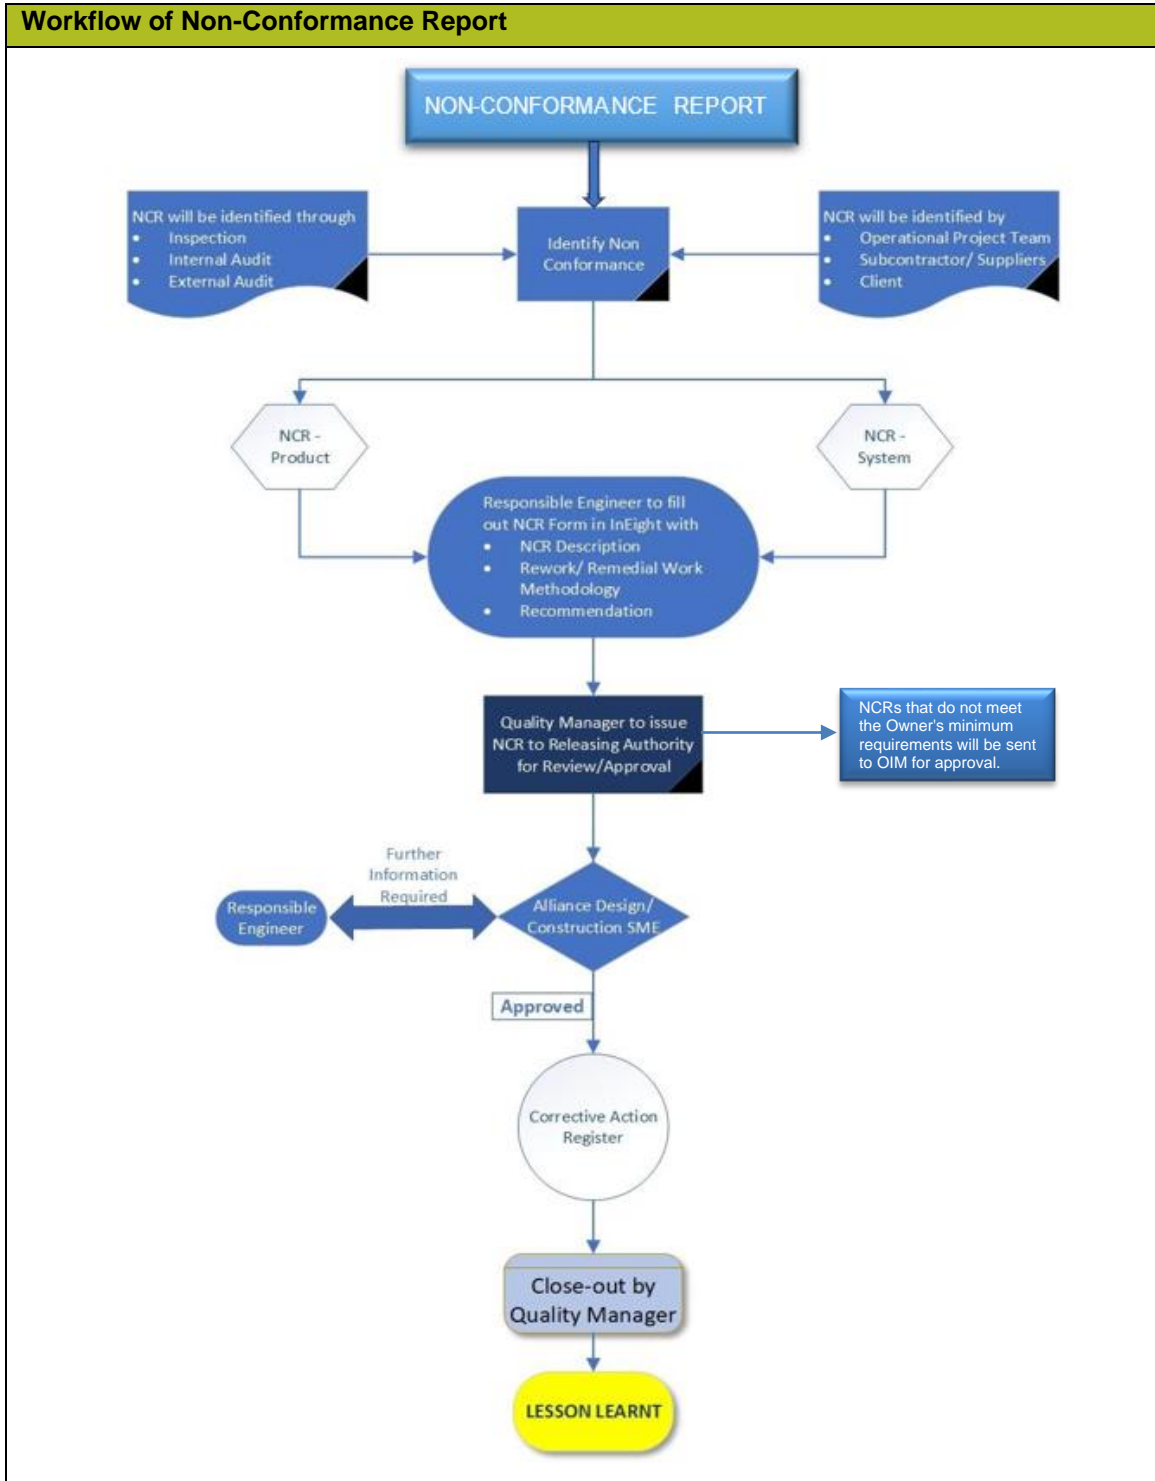 Workflow of Non-Conformance Report
NON-CONFORMANCE REPORT
NCR will be identified through
• Inspection
• Internal Audit
• External Audit
Identify Non
Conformance
NCR will be identified by
• Operational Project Team
• Subcontractor/ Suppliers
• Client
NCR -
Product
NCR -
System
Responsible Engineer to fill
out NCR Form in InEight with
• NCR Description
• Rework/ Remedial Work
Methodology
• Recommendation
Quality Manager to issue
NCR to Releasing Authority
for Review/Approval
NCRs that do not meet
the Owner's minimum
requirements will be sent
to OIM for approval.
Further
Information
Required
Responsible
Engineer
Alliance Design/
Construction SME
Approved
Corrective Action
Register
Close-out by
Quality Manager
LESSON LEARNT